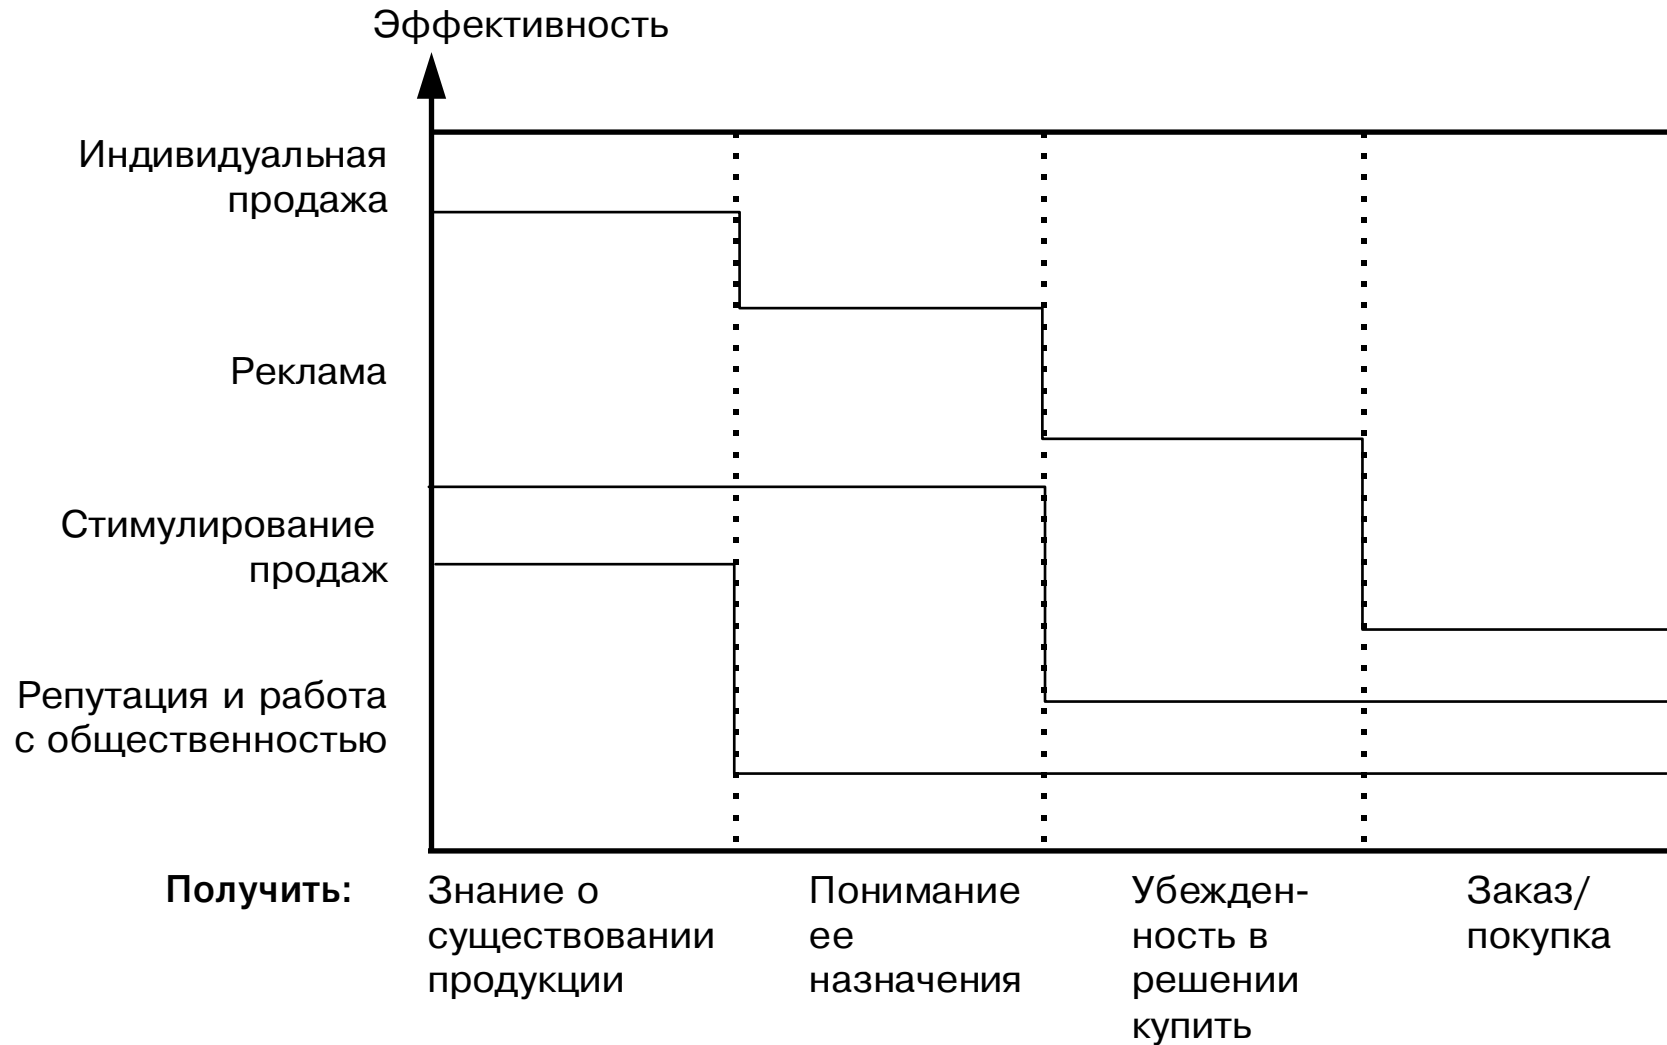 Эффективность
Индивидуальная
продажа
Реклама
Стимулирование
продаж
Репутация и работа
с общественностью
Получить:
Знание о
существовании
продукции
Понимание
ее
назначения
Убежден-
ность в
решении
купить
Заказ/
покупка